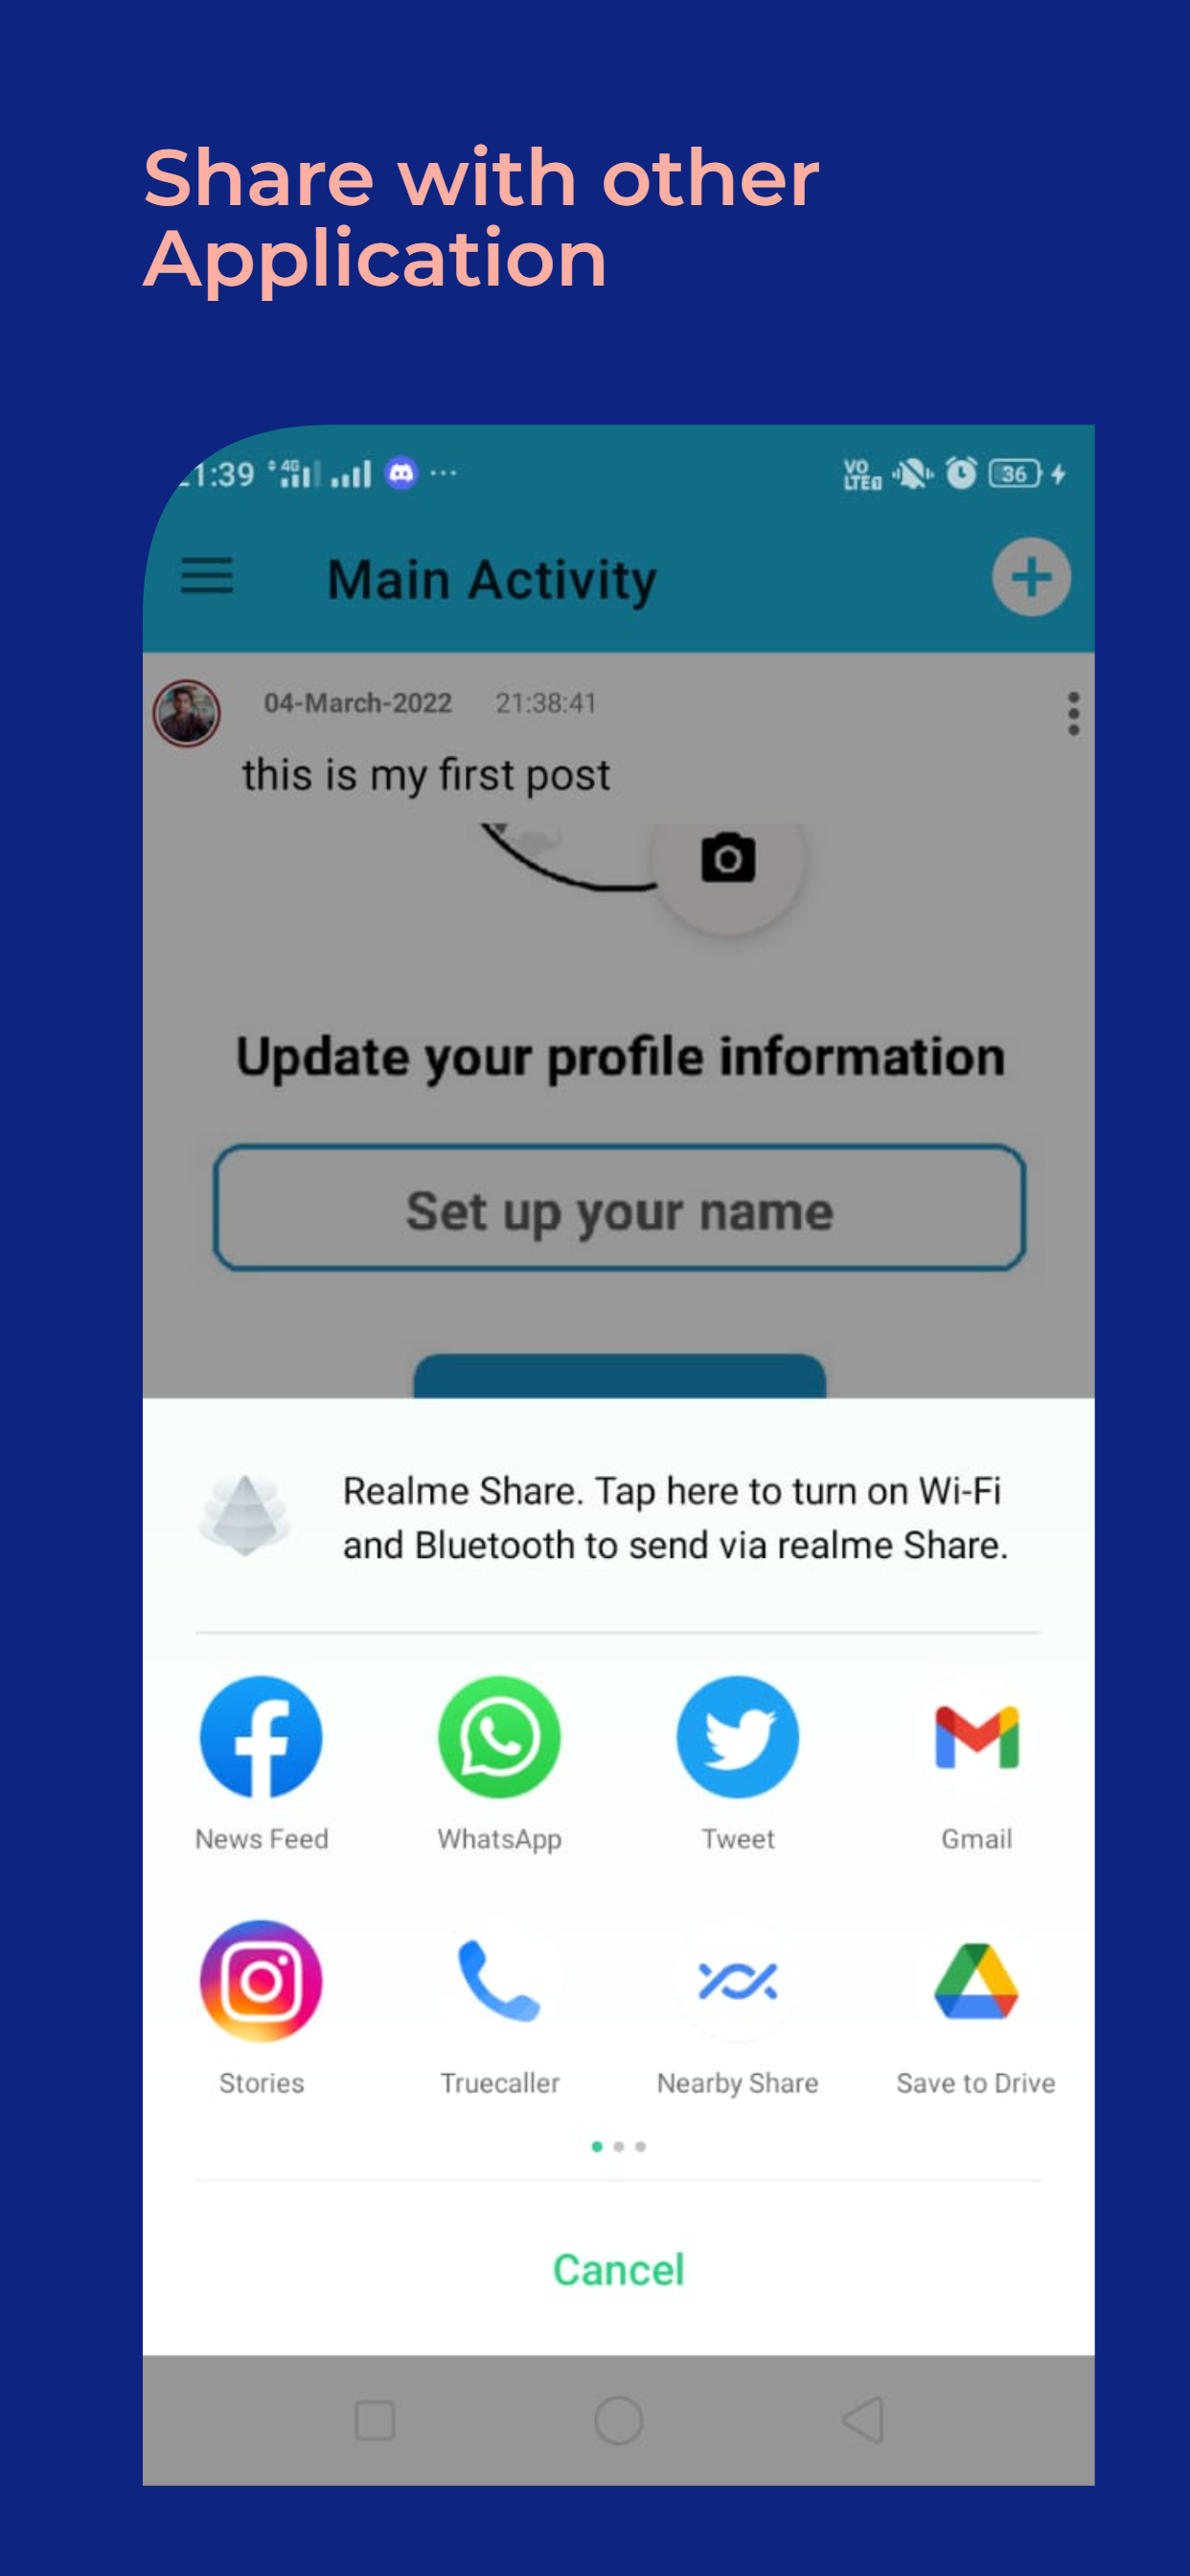 Share with other
Application
1:39 4G ...
VO
LTE 36
Main Activity
04-March-2022 21:38:41
this is my first post
Update your profile information
Set up your name
Realme Share. Tap here to turn on Wi-Fi
and Bluetooth to send via realme Share.
News Feed WhatsApp Tweet Gmail
Stories Truecaller Nearby Share Save to Drive
Cancel